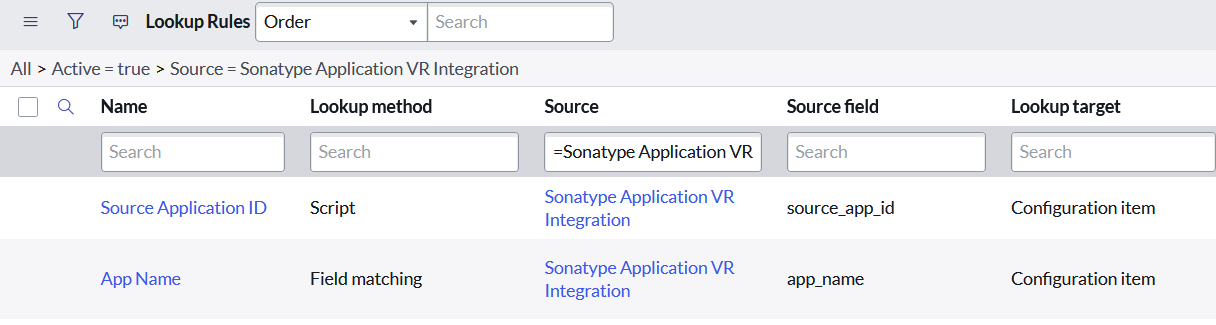 Lookup Rules Order Search
All > Active = true > Source = Sonatype Application VR Integration
Name Lookup method Source Source field Lookup target
Search Search =Sonatype Application VR Search Search
Source Application ID Script Sonatype Application VR source_app_id Configuration item
Integration
App Name Field matching Sonatype Application VR app_name Configuration item
Integration